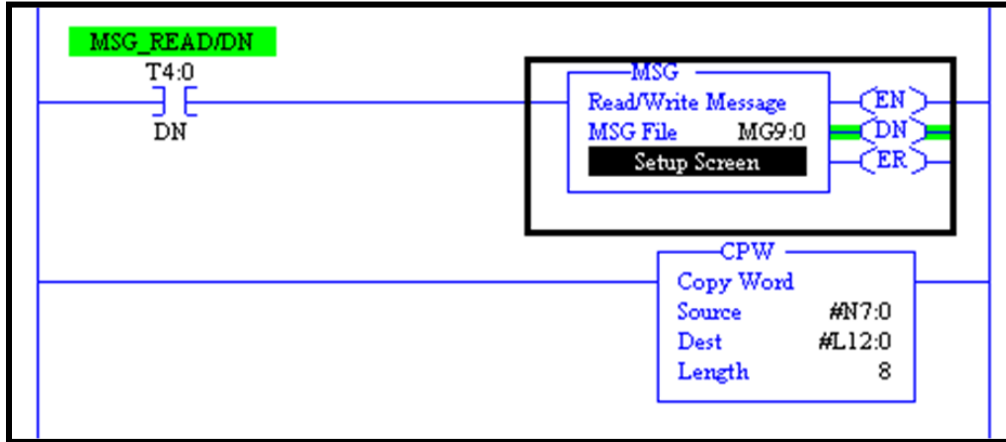 MSG_READ/DN
T4:0
DN
MSG
Read/Write Message
MSG File MG9:0
Setup Screen
EN
DN
ER
CPW
Copy Word
Source #N7:0
Dest #L12:0
Length 8